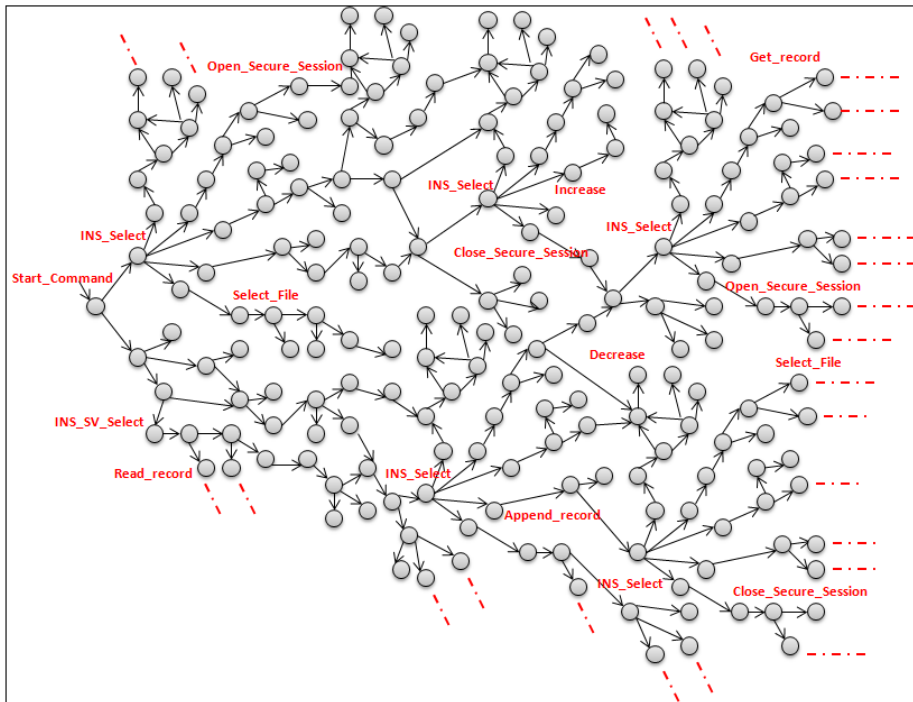 Open_Secure_Session
Get_record
INS_Select
Increase
INS_Select
INS_Select
Close_Secure_Session
Start_Command
Select_File
Open_Secure_Session
Decrease
Select_File
INS_SV_Select
Read_record
INS_Select
Append_record
INS_Select
Close_Secure_Session